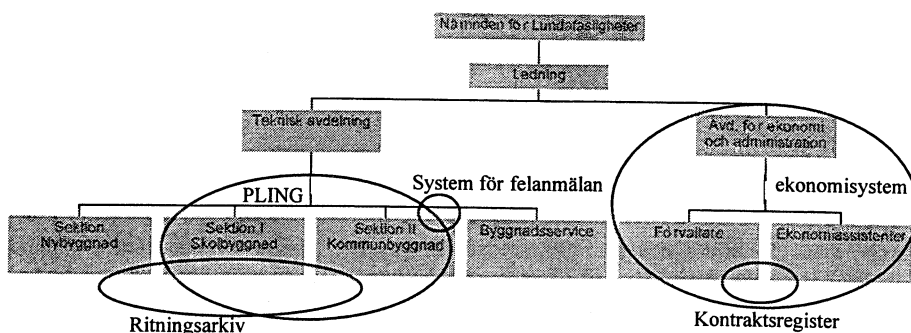 Nämnden för Lundafastigheter
Ledning
Teknisk avdelning
Avd. för ekonomi
och administration
PLING
System för felanmälan
ekonomisystem
Sektion
Nybyggnad
Sektion I
Skolbyggnad
Sektion II
Kommunbyggnad
Byggnadsservice
Förvaltare
Ekonomiassistenter
Ritningsarkiv
Kontraktsregister